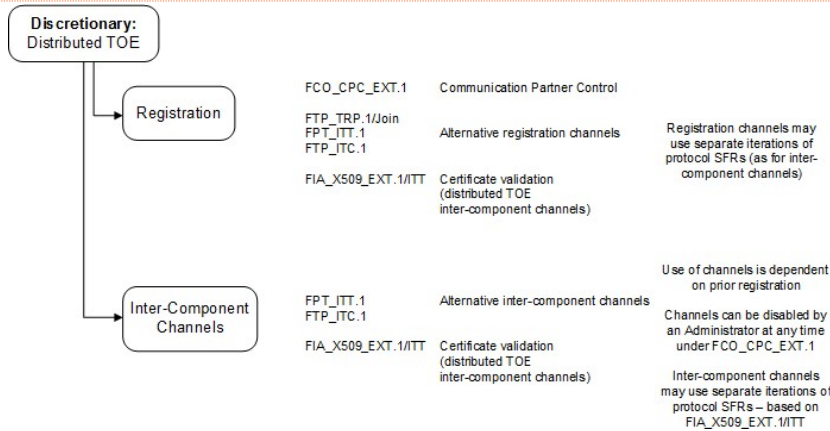 Discretionary:
Distributed TOE
Registration
FCO_CPC_EXT.1 Communication Partner Control
FTP_TRP.1/Join
FPT_ITT.1 Alternative registration channels
FTP_ITC.1
Registration channels may
use separate iterations of
protocol SFRs (as for inter-
component channels)
FIA_X509_EXT.1/ITT Certificate validation
(distributed TOE
inter-component channels)
Inter-Component
Channels
FPT_ITT.1 Alternative inter-component channels
FTP_ITC.1
FIA_X509_EXT.1/ITT Certificate validation
(distributed TOE
inter-component channels)
Use of channels is dependent
on prior registration
Channels can be disabled by
an Administrator at any time
under FCO_CPC_EXT.1
Inter-component channels
may use separate iterations of
protocol SFRs – based on
FIA_X509_EXT.1/ITT